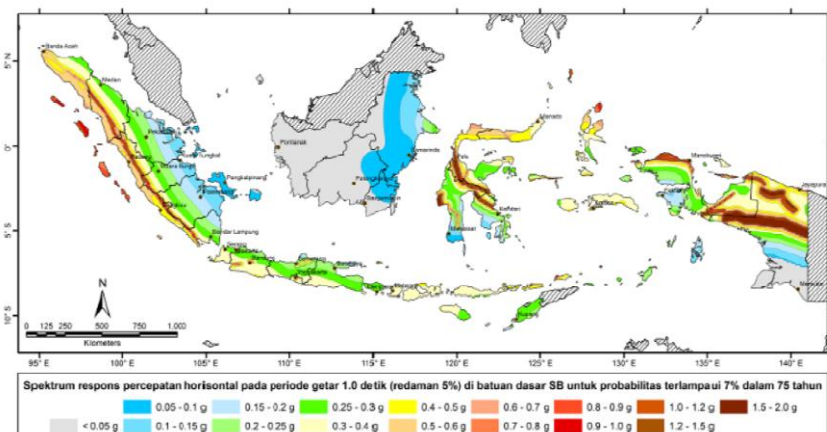 Banda Aceh
Medan
Manado
Pontianak
Samarinda
Palu
Manokwari
Jayapura
Padang
Pangkalpinang
Kendari
Ambon
Makassar
Bandar Lampung
Serang
Bandung
Semarang
Surabaya
Yogyakarta
Mataram
Kupang
Merauke
5° N
0°
5° S
10° S
N
0 125 250 500 750 1.000
Kilometers
95° E 100° E 105° E 110° E 115° E 120° E 125° E 130° E 135° E 140° E
Spektrum respons percepatan horisontal pada periode getar 1.0 detik (redaman 5%) di batuan dasar SB untuk probabilitas terlampaui 7% dalam 75 tahun
0.05 - 0.1 g 0.15 - 0.2 g 0.25 - 0.3 g 0.4 - 0.5 g 0.6 - 0.7 g 0.8 - 0.9 g 1.0 - 1.2 g 1.5 - 2.0 g
< 0.05 g 0.1 - 0.15 g 0.2 - 0.25 g 0.3 - 0.4 g 0.5 - 0.6 g 0.7 - 0.8 g 0.9 - 1.0 g 1.2 - 1.5 g